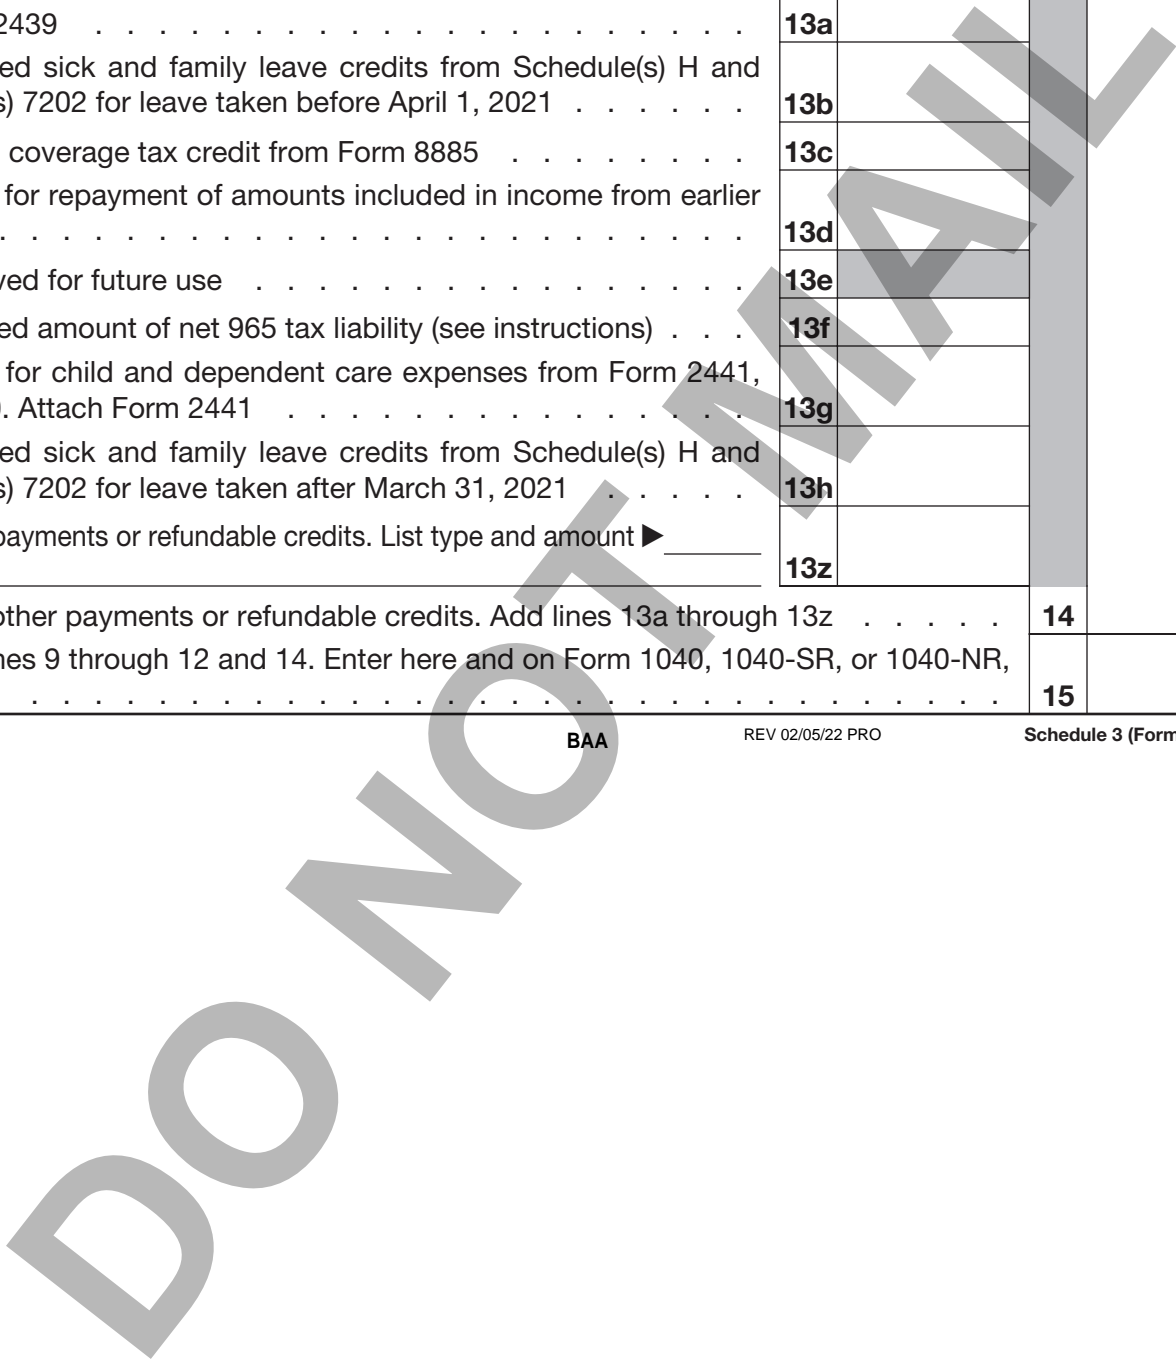 2439 . . . . . . . . . . . . . . . . . . . . . 13a
ed sick and family leave credits from Schedule(s) H and
s) 7202 for leave taken before April 1, 2021 . . . . . . 13b
coverage tax credit from Form 8885 . . . . . . . . 13c
for repayment of amounts included in income from earlier
. . . . . . . . . . . . . . . . . . . . . . . . 13d
ved for future use . . . . . . . . . . . . . . . . 13e
ed amount of net 965 tax liability (see instructions) . . . 13f
for child and dependent care expenses from Form 2441,
. Attach Form 2441 . . . . . . . . . . . . . . . 13g
ed sick and family leave credits from Schedule(s) H and
s) 7202 for leave taken after March 31, 2021 . . . . . 13h
payments or refundable credits. List type and amount ▶
13z
other payments or refundable credits. Add lines 13a through 13z . . . . . 14
nes 9 through 12 and 14. Enter here and on Form 1040, 1040-SR, or 1040-NR,
. . . . . . . . . . . . . . . . . . . . . . . . . . . . . . . 15
BAA REV 02/05/22 PRO Schedule 3 (Form
DO NOT MAIL